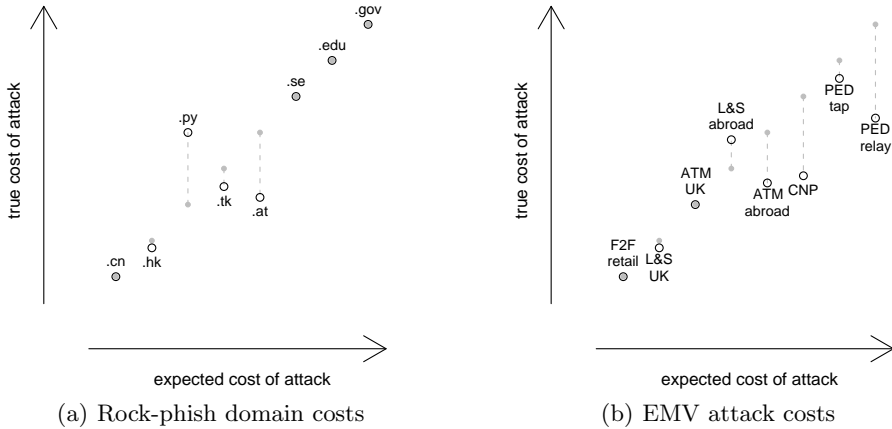 true cost of attack
.gov
.edu
.se
.py
.tk
.at
.cn
.hk
expected cost of attack
(a) Rock-phish domain costs
true cost of attack
L&S
abroad
PED
tap
PED
relay
ATM
UK
ATM
abroad
CNP
F2F
retail
L&S
UK
expected cost of attack
(b) EMV attack costs